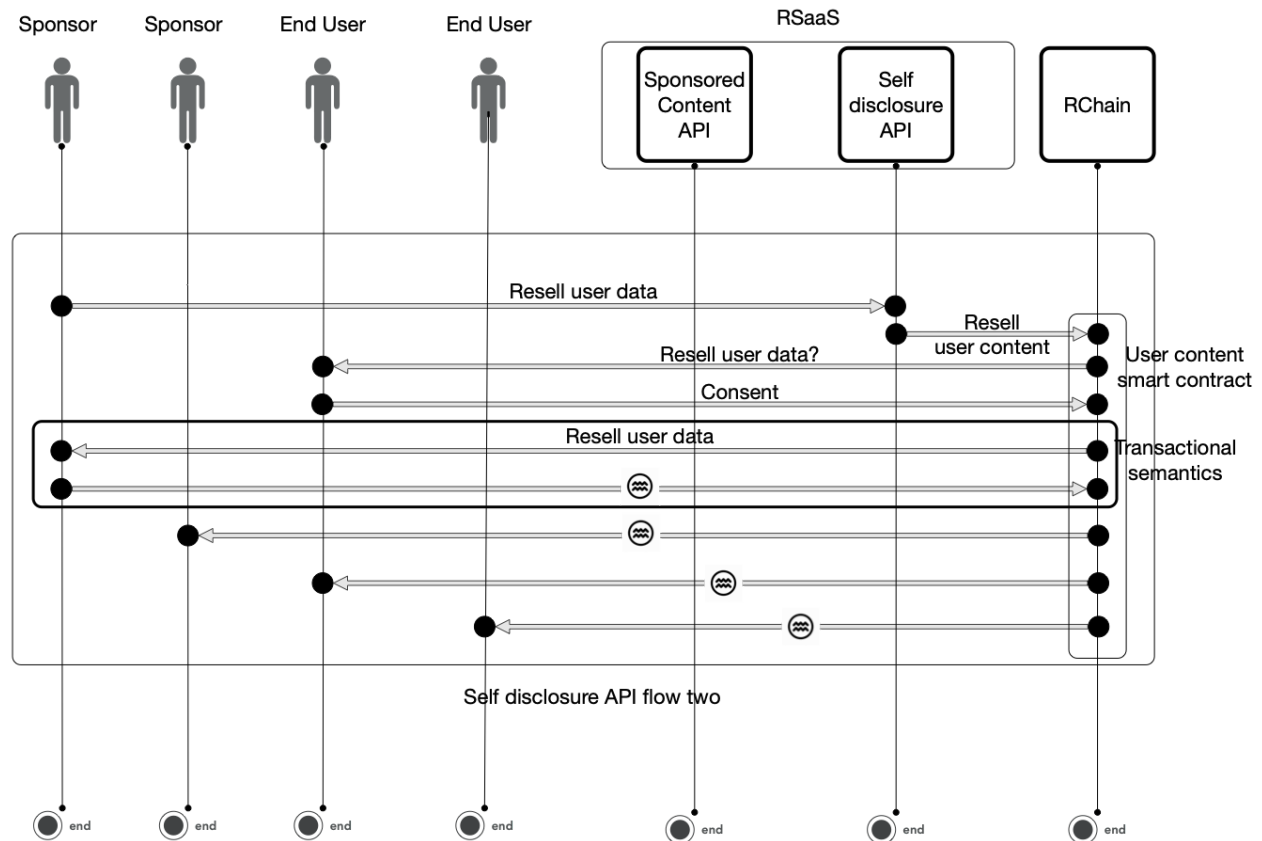 RSaaS
Sponsor
Sponsor
End User
End User
Sponsored
Content
API
Self
disclosure
API
RChain
Resell user data
Resell
user content
Resell user data?
User content
smart contract
Consent
Resell user data
Transactional
semantics
Self disclosure API flow two
end
end
end
end
end
end
end